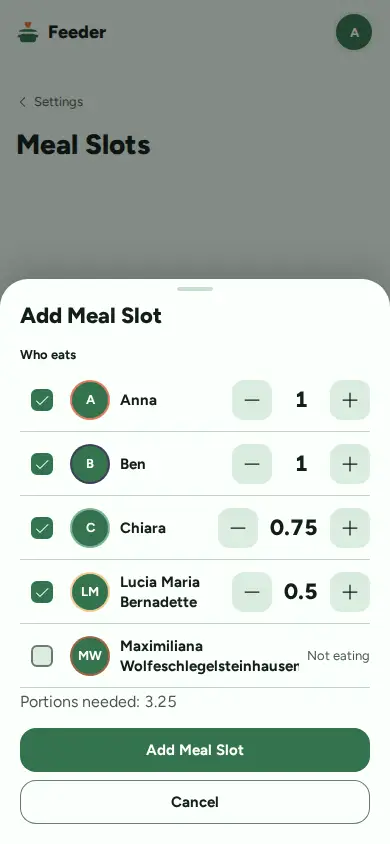 Feeder
A
Settings
Meal Slots
Add Meal Slot
Who eats
A Anna 1
B Ben 1
C Chiara 0.75
LM Lucia Maria Bernadette 0.5
MW Maximiliana Wolfeschlegelsteinhausen Not eating
Portions needed: 3.25
Add Meal Slot
Cancel